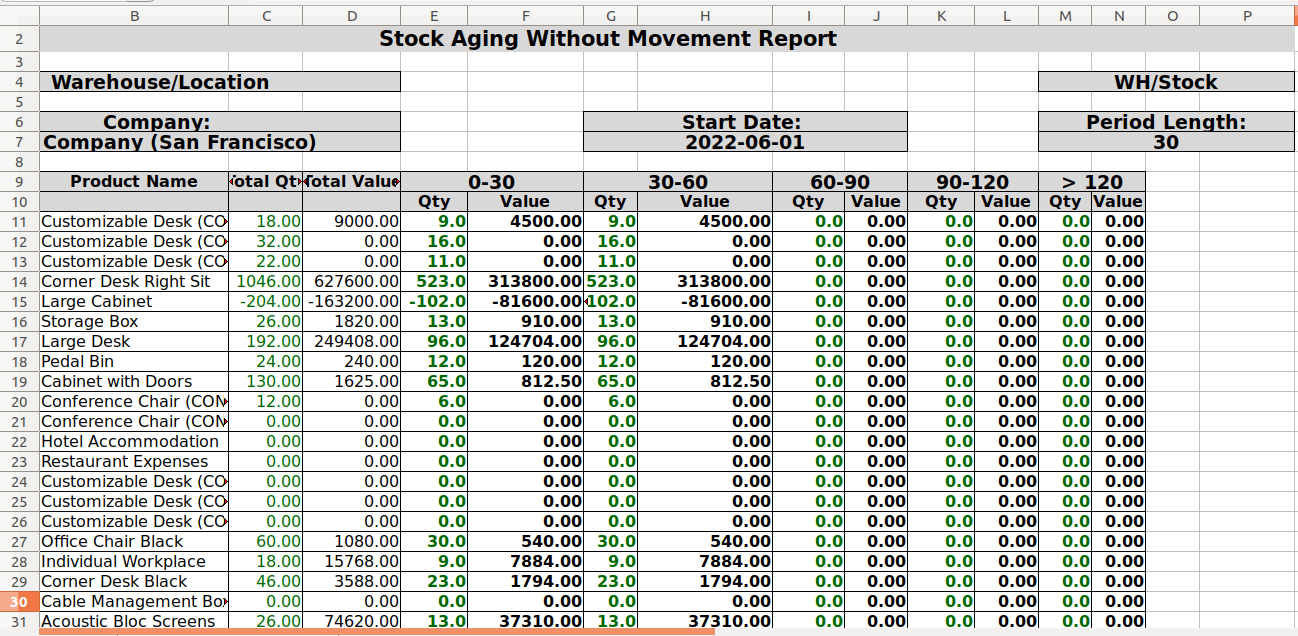 B C D E F G H I J K L M N O P
2 Stock Aging Without Movement Report
3
4 Warehouse/Location WH/Stock
5
6 Company: Start Date: Period Length:
7 Company (San Francisco) 2022-06-01 30
8
9 Product Name otal Qt Total Value 0-30 30-60 60-90 90-120 > 120
10 Qty Value Qty Value Qty Value Qty Value Qty Value
11 Customizable Desk (CO 18.00 9000.00 9.0 4500.00 9.0 4500.00 0.0 0.00 0.0 0.00 0.0 0.00
12 Customizable Desk (CO 32.00 0.00 16.0 0.00 16.0 0.00 0.0 0.00 0.0 0.00 0.0 0.00
13 Customizable Desk (CO 22.00 0.00 11.0 0.00 11.0 0.00 0.0 0.00 0.0 0.00 0.0 0.00
14 Corner Desk Right Sit 1046.00 627600.00 523.0 313800.00 523.0 313800.00 0.0 0.00 0.0 0.00 0.0 0.00
15 Large Cabinet -204.00 -163200.00 -102.0 -81600.00 102.0 -81600.00 0.0 0.00 0.0 0.00 0.0 0.00
16 Storage Box 26.00 1820.00 13.0 910.00 13.0 910.00 0.0 0.00 0.0 0.00 0.0 0.00
17 Large Desk 192.00 249408.00 96.0 124704.00 96.0 124704.00 0.0 0.00 0.0 0.00 0.0 0.00
18 Pedal Bin 24.00 240.00 12.0 120.00 12.0 120.00 0.0 0.00 0.0 0.00 0.0 0.00
19 Cabinet with Doors 130.00 1625.00 65.0 812.50 65.0 812.50 0.0 0.00 0.0 0.00 0.0 0.00
20 Conference Chair (CON 12.00 0.00 6.0 0.00 6.0 0.00 0.0 0.00 0.0 0.00 0.0 0.00
21 Conference Chair (CON 0.00 0.00 0.0 0.00 0.0 0.00 0.0 0.00 0.0 0.00 0.0 0.00
22 Hotel Accommodation 0.00 0.00 0.0 0.00 0.0 0.00 0.0 0.00 0.0 0.00 0.0 0.00
23 Restaurant Expenses 0.00 0.00 0.0 0.00 0.0 0.00 0.0 0.00 0.0 0.00 0.0 0.00
24 Customizable Desk (CO 0.00 0.00 0.0 0.00 0.0 0.00 0.0 0.00 0.0 0.00 0.0 0.00
25 Customizable Desk (CO 0.00 0.00 0.0 0.00 0.0 0.00 0.0 0.00 0.0 0.00 0.0 0.00
26 Customizable Desk (CO 0.00 0.00 0.0 0.00 0.0 0.00 0.0 0.00 0.0 0.00 0.0 0.00
27 Office Chair Black 60.00 1080.00 30.0 540.00 30.0 540.00 0.0 0.00 0.0 0.00 0.0 0.00
28 Individual Workplace 18.00 15768.00 9.0 7884.00 9.0 7884.00 0.0 0.00 0.0 0.00 0.0 0.00
29 Corner Desk Black 46.00 3588.00 23.0 1794.00 23.0 1794.00 0.0 0.00 0.0 0.00 0.0 0.00
30 Cable Management Bo 0.00 0.00 0.0 0.00 0.0 0.00 0.0 0.00 0.0 0.00 0.0 0.00
31 Acoustic Bloc Screens 26.00 74620.00 13.0 37310.00 13.0 37310.00 0.0 0.00 0.0 0.00 0.0 0.00